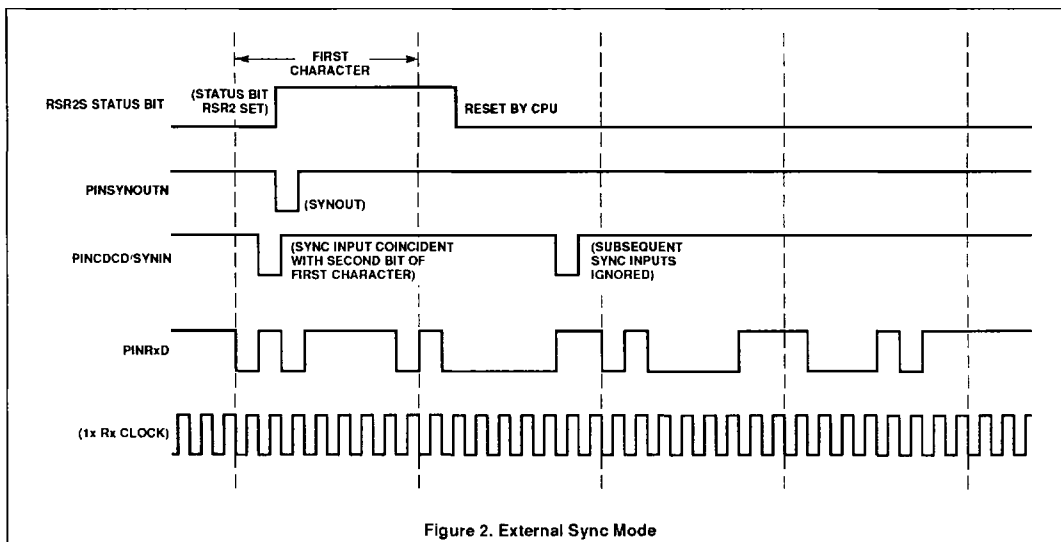 FIRST
CHARACTER
RSR2S STATUS BIT
(STATUS BIT
RSR2 SET)
RESET BY CPU
PINSYNOUTN
(SYNOUT)
PINCDCD/SYNIN
(SYNC INPUT COINCIDENT
WITH SECOND BIT OF
FIRST CHARACTER)
(SUBSEQUENT
SYNC INPUTS
IGNORED)
PINRxD
(1x Rx CLOCK)
Figure 2. External Sync Mode